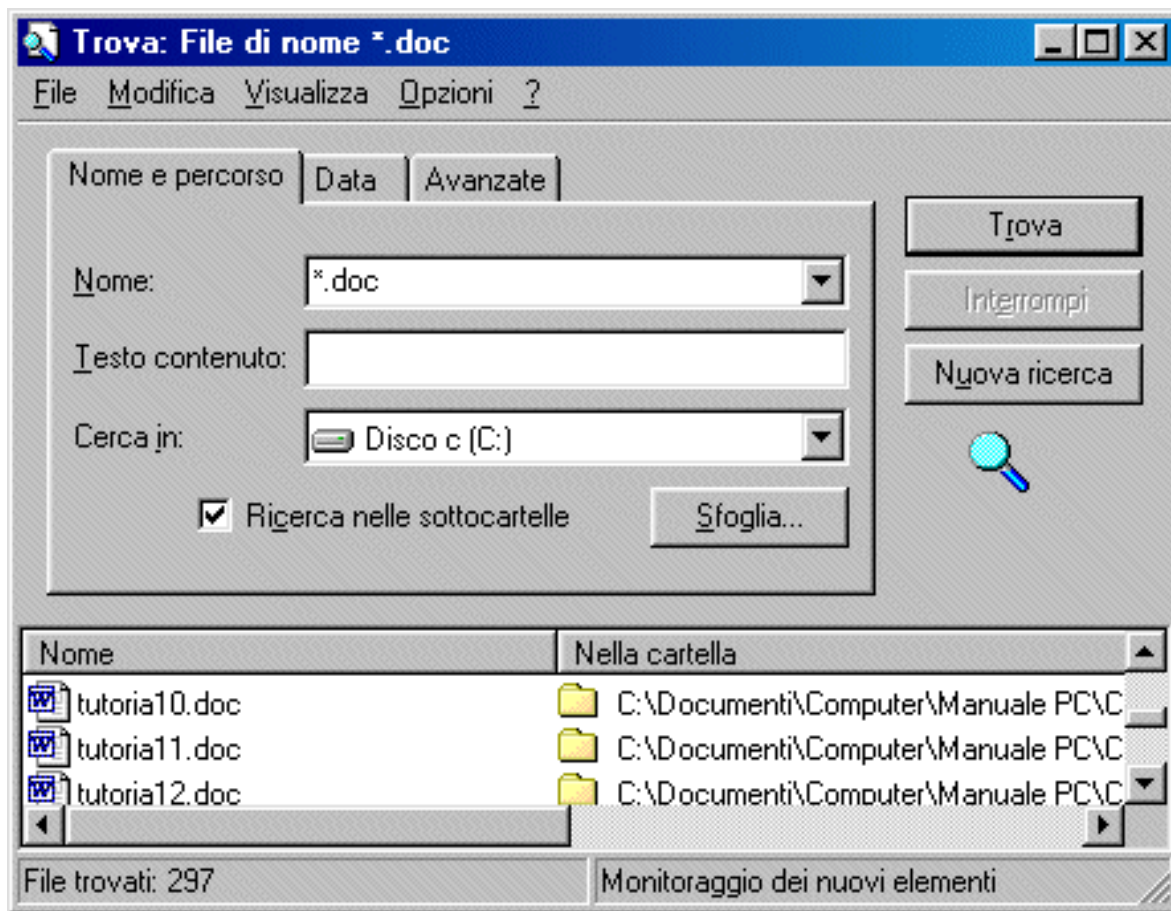 Trova: File di nome *.doc
File Modifica Visualizza Opzioni ?
Nome e percorso Data Avanzate
Trova
Nome: *.doc
Interrompi
Testo contenuto:
Nuova ricerca
Cerca in: Disco c (C:)
Ricerca nelle sottocartelle Sfoglia...
Nome Nella cartella
tutoria10.doc C:\Documenti\Computer\Manuale PC\C
tutoria11.doc C:\Documenti\Computer\Manuale PC\C
tutoria12.doc C:\Documenti\Computer\Manuale PC\C
File trovati: 297 Monitoraggio dei nuovi elementi